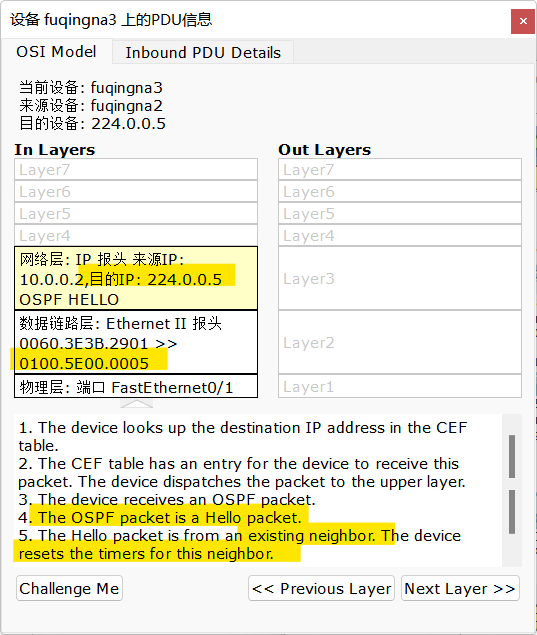 设备 fuqingna3 上的PDU信息
OSI Model
Inbound PDU Details
当前设备: fuqingna3
来源设备: fuqingna2
目的设备: 224.0.0.5
In Layers
Out Layers
Layer7
Layer7
Layer6
Layer6
Layer5
Layer5
Layer4
Layer4
网络层: IP 报头 来源IP:
10.0.0.2,目的IP: 224.0.0.5
OSPF HELLO
Layer3
数据链路层: Ethernet II 报头
0060.3E3B.2901 >>
0100.5E00.0005
Layer2
物理层: 端口 FastEthernet0/1
Layer1
1. The device looks up the destination IP address in the CEF
table.
2. The CEF table has an entry for the device to receive this
packet. The device dispatches the packet to the upper layer.
3. The device receives an OSPF packet.
4. The OSPF packet is a Hello packet.
5. The Hello packet is from an existing neighbor. The device
resets the timers for this neighbor.
Challenge Me
<< Previous Layer
Next Layer >>